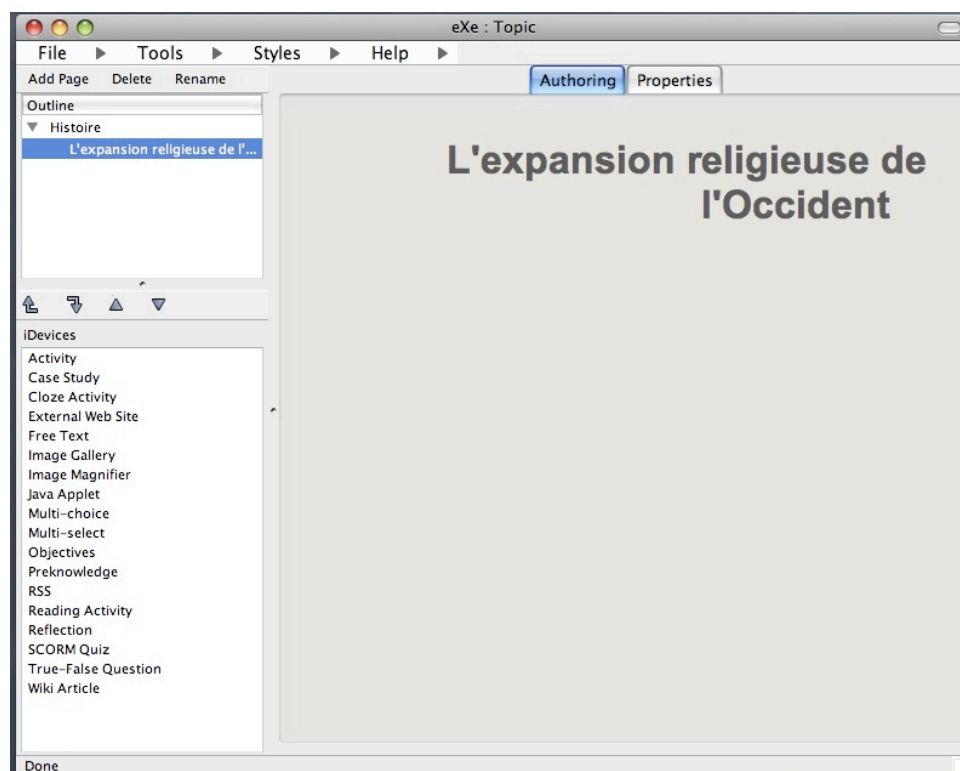 eXe : Topic
File Tools Styles Help
Add Page Delete Rename
Authoring Properties
Outline
Histoire
L'expansion religieuse de l'...
L'expansion religieuse de
l'Occident
iDevices
Activity
Case Study
Cloze Activity
External Web Site
Free Text
Image Gallery
Image Magnifier
Java Applet
Multi-choice
Multi-select
Objectives
Preknowledge
RSS
Reading Activity
Reflection
SCORM Quiz
True-False Question
Wiki Article
Done